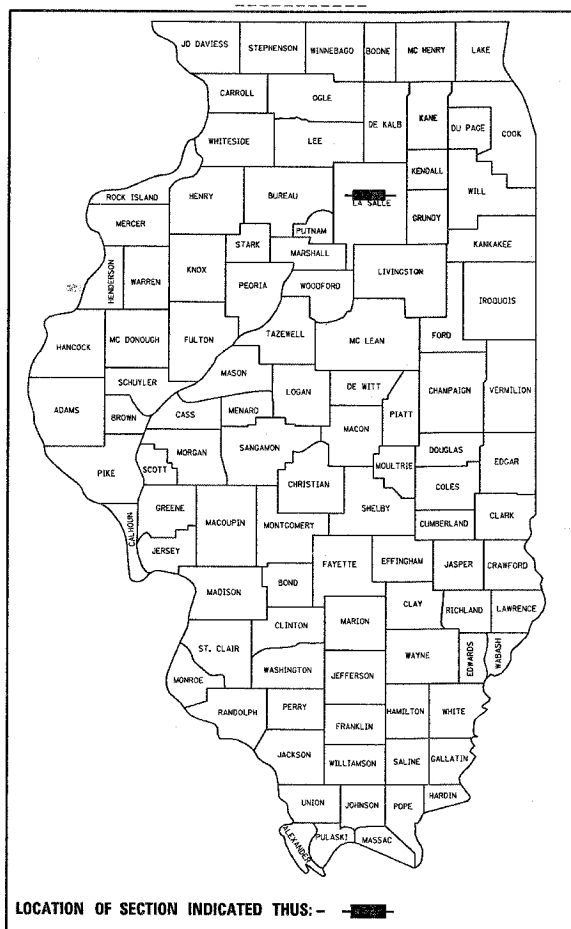 JO DAVIESS STEPHENSON WINNEBAGO BOONE MC HENRY LAKE
CARROLL OGLE DE KALB KANE DU PAGE COOK
WHITESIDE LEE
KENDALL WILL
ROCK ISLAND HENRY BUREAU LA SALLE GRUNDY
MERCER PUTNAM
STARK MARSHALL KANKAKEE
HENDERSON WARREN KNOX PEORIA WOODFORD LIVINGSTON IROQUOIS
HANCOCK MC DONOUGH FULTON TAZEWELL MC LEAN FORD
SCHUYLER MASON LOGAN DE WITT CHAMPAIGN VERMILION
ADAMS BROWN CASS MENARD MACON PIATT
PIKE SCOTT MORGAN SANGAMON MOULTRIE DOUGLAS EDGAR
CHRISTIAN COLES
CALHOUN GREENE MACOUPIN MONTGOMERY SHELBY CUMBERLAND CLARK
JERSEY FAYETTE EFFINGHAM JASPER CRAWFORD
MADISON BOND CLAY RICHLAND LAWRENCE
CLINTON MARION
ST. CLAIR WAYNE EDWARDS WABASH
WASHINGTON JEFFERSON
MONROE
RANDOLPH PERRY HAMILTON WHITE
FRANKLIN
JACKSON WILLIAMSON SALINE GALLATIN
UNION JOHNSON POPE HARDIN
ALEXANDER PULASKI MASSAC
LOCATION OF SECTION INDICATED THUS: -